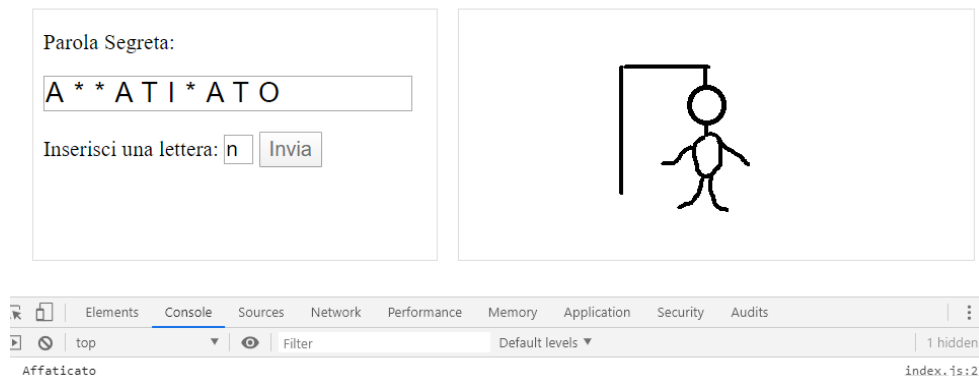 Parola Segreta:
A * * A T I * A T O
Inserisci una lettera: n Invia
Elements Console Sources Network Performance Memory Application Security Audits
top Filter Default levels 1 hidden
Affaticato index.js:2